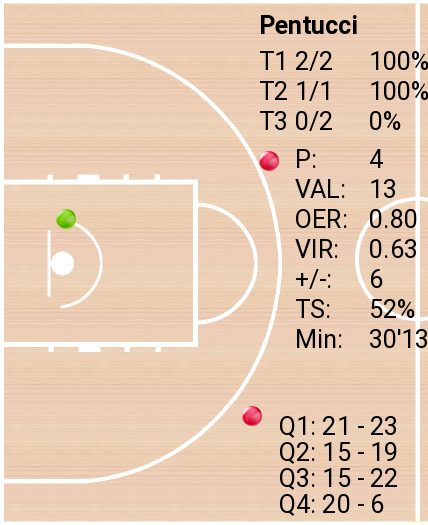 Pentucci
T1 2/2 100%
T2 1/1 100%
T3 0/2 0%
P: 4
VAL: 13
OER: 0.80
VIR: 0.63
+/-: 6
TS: 52%
Min: 30'13
Q1: 21 - 23
Q2: 15 - 19
Q3: 15 - 22
Q4: 20 - 6